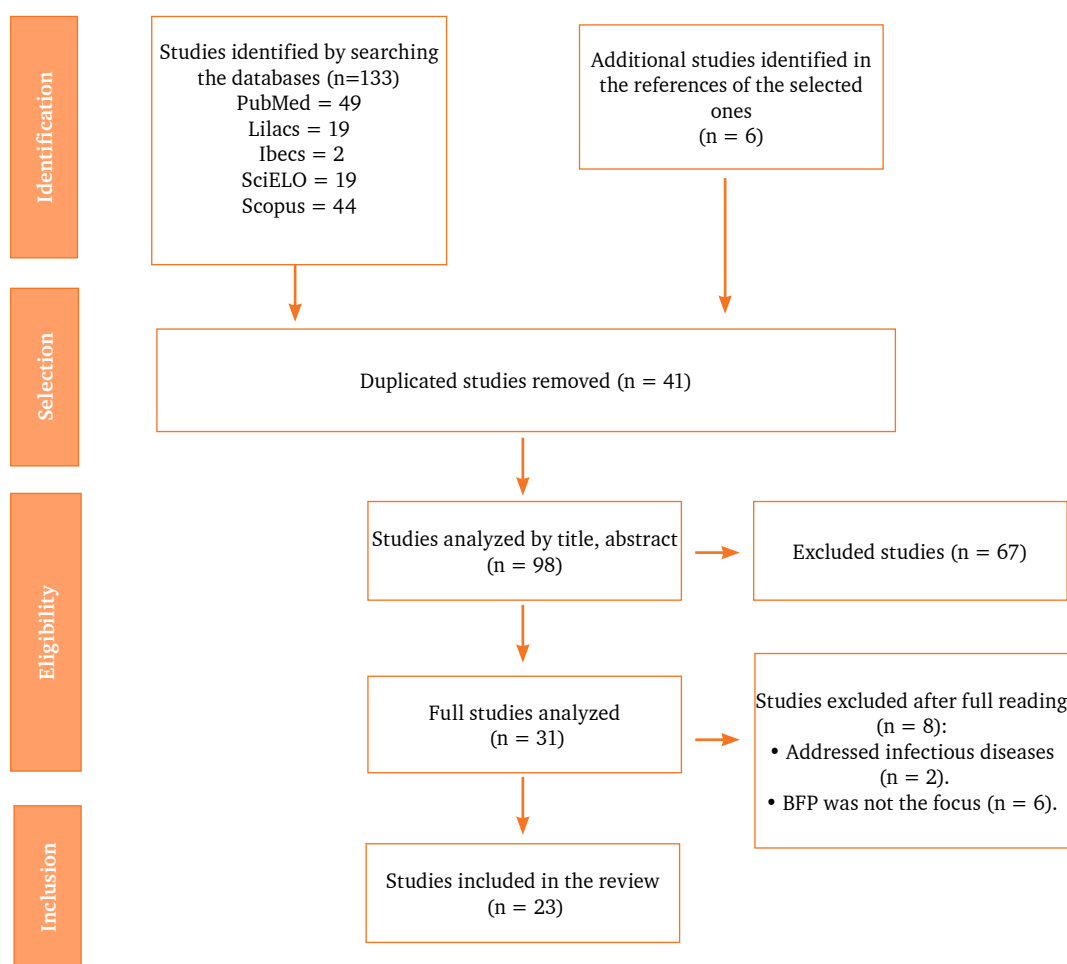 Identification
Studies identified by searching
the databases (n=133)
PubMed = 49
Lilacs = 19
Ibecs = 2
SciELO = 19
Scopus = 44
Additional studies identified in
the references of the selected
ones
(n = 6)
Selection
Duplicated studies removed (n = 41)
Eligibility
Studies analyzed by title, abstract
(n = 98)
Excluded studies (n = 67)
Full studies analyzed
(n = 31)
Studies excluded after full reading
(n = 8):
• Addressed infectious diseases
(n = 2).
• BFP was not the focus (n = 6).
Inclusion
Studies included in the review
(n = 23)